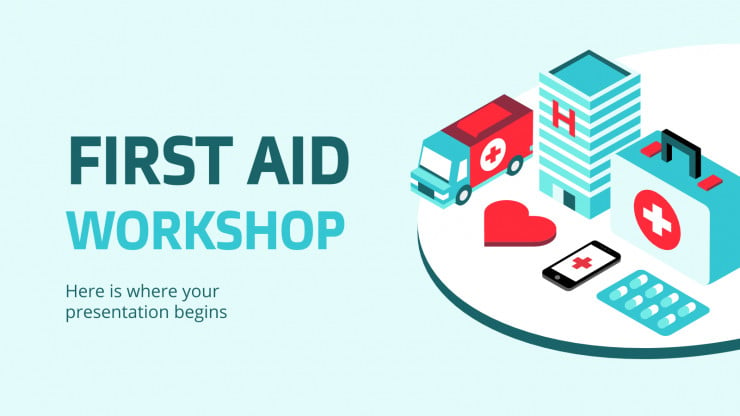 FIRST AID
WORKSHOP
Here is where your
presentation begins
H